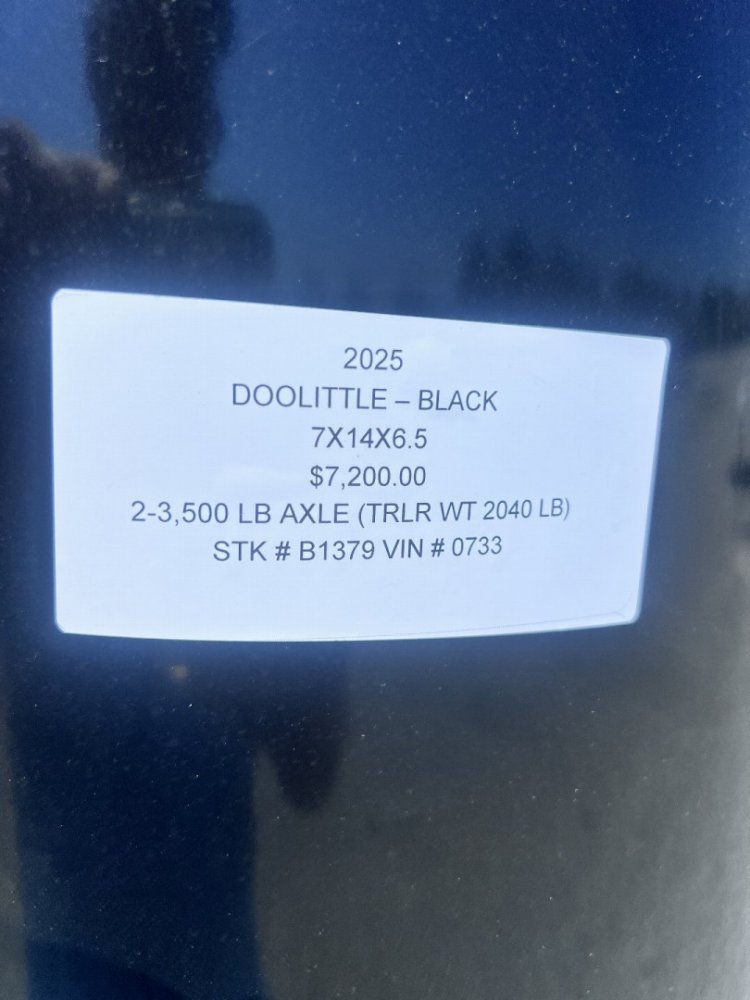 2025
DOOLITTLE – BLACK
7X14X6.5
$7,200.00
2-3,500 LB AXLE (TRLR WT 2040 LB)
STK # B1379 VIN # 0733